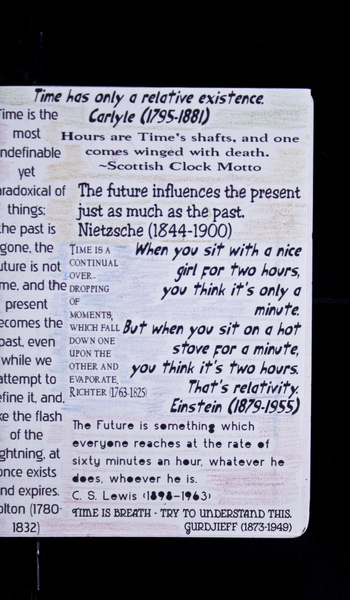 Time has only a relative existence.
Carlyle (1795-1881)
Hours are Time's shafts, and one
comes winged with death.
~Scottish Clock Motto
The future influences the present
just as much as the past.
Nietzsche (1844-1900)
Time is the
most
ndefinable
yet
aradoxical of
things;
the past is
gone, the
uture is not
me, and the
present
ecomes the
past, even
while we
attempt to
efine it, and,
ke the flash
of the
ghtning, at
once exists
nd expires.
olton (1780-
1832)
TIME IS A
CONTINUAL
OVER-
DROPPING
OF
MOMENTS,
WHICH FALL
DOWN ONE
UPON THE
OTHER AND
EVAPORATE.
RICHTER (1763-1825)
When you sit with a nice
girl for two hours,
you think it's only a
minute.
But when you sit on a hot
stove for a minute,
you think it's two hours.
That's relativity.
Einstein (1879-1955)
The Future is something which
everyone reaches at the rate of
sixty minutes an hour, whatever he
does, whoever he is.
C. S. Lewis (1898-1963)
TIME IS BREATH - TRY TO UNDERSTAND THIS.
GURDJIEFF (1873-1949)